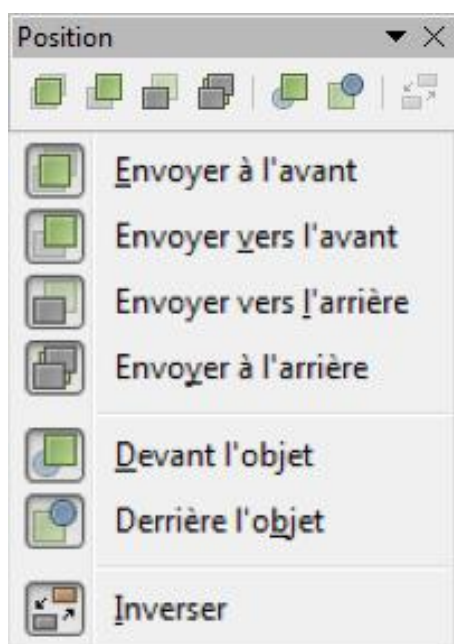 Position
Envoyer à l'avant
Envoyer vers l'avant
Envoyer vers l'arrière
Envoyer à l'arrière
Devant l'objet
Derrière l'objet
Inverser